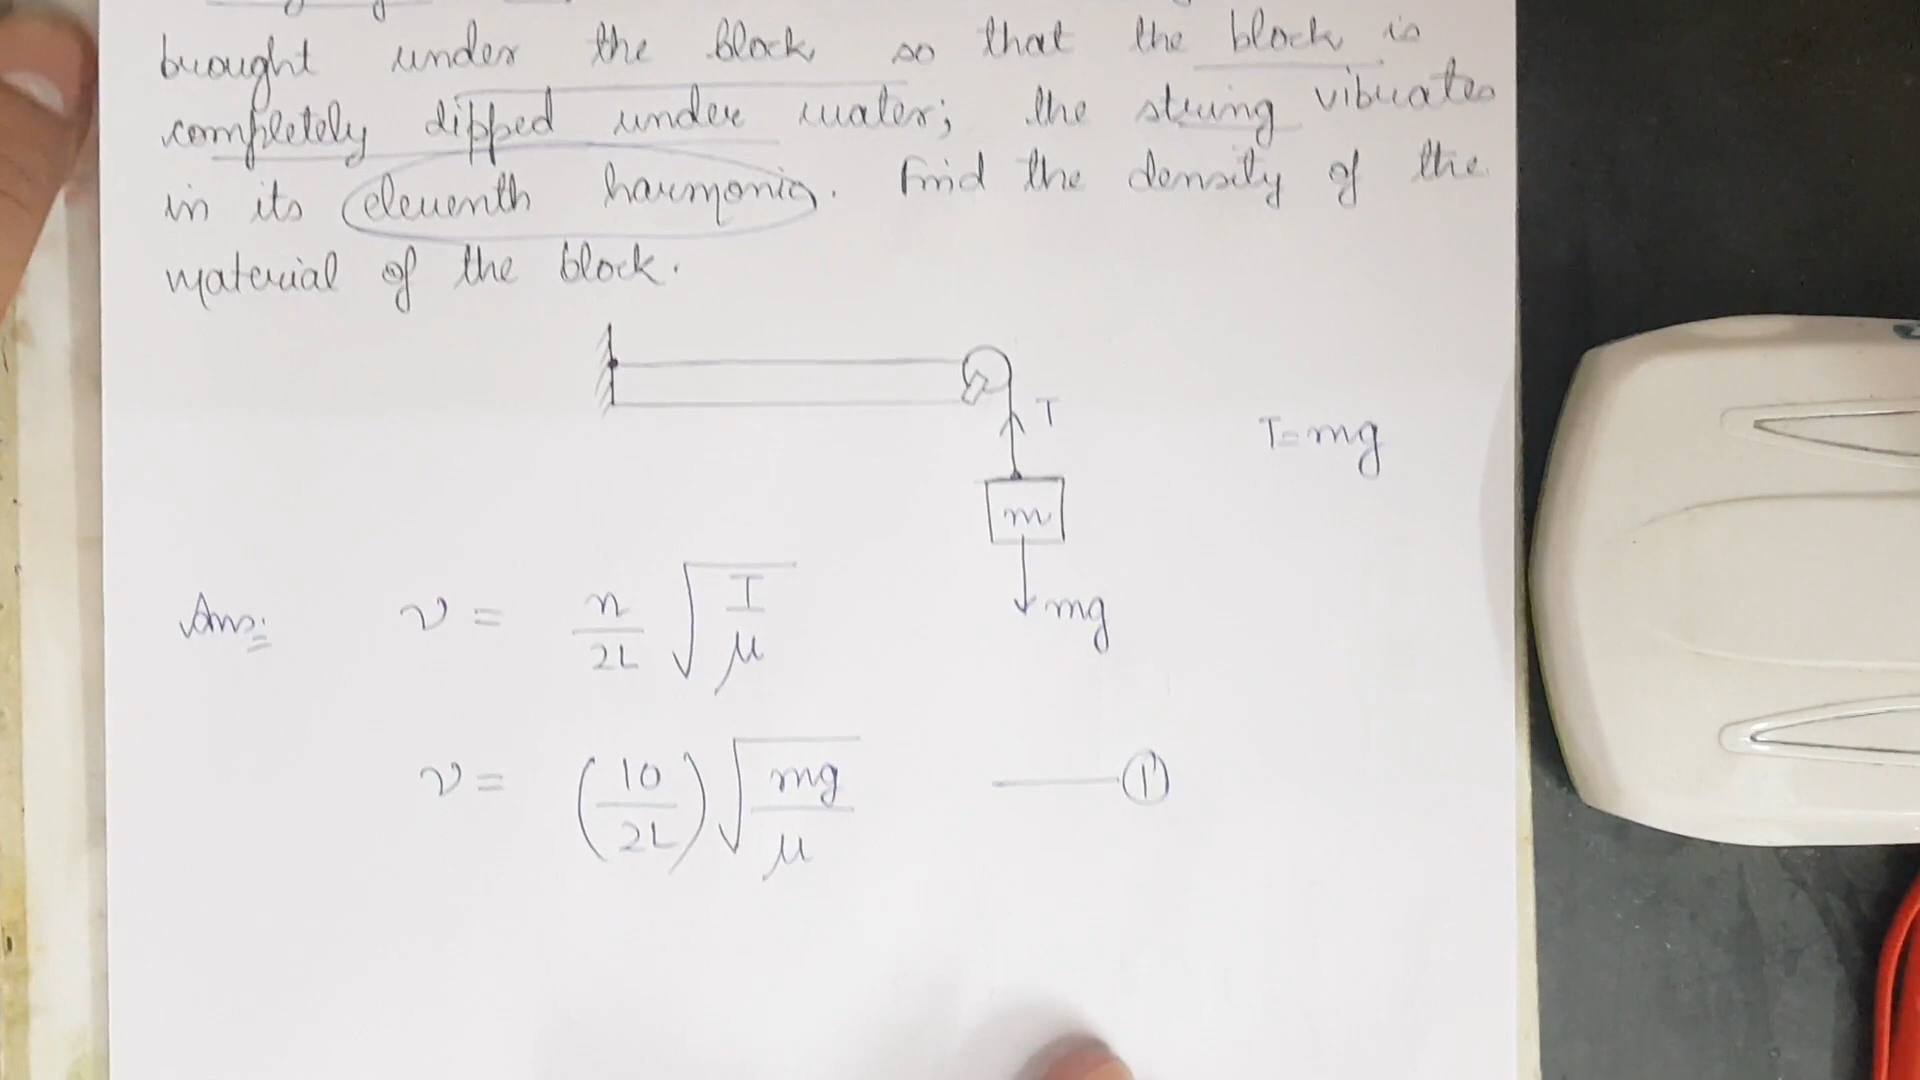 brought under the block so that the block is
completely dipped under water; the string vibrates
in its eleventh harmonic. Find the density of the
material of the block.
T
T=mg
m
mg
Ans: ν = n/2L √T/μ
ν = (10/2L) √mg/μ —— ①